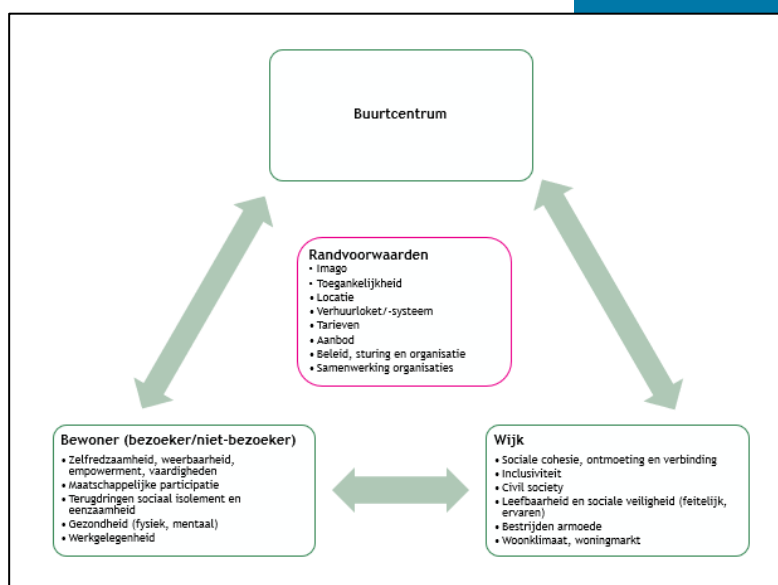 Buurtcentrum
Randvoorwaarden
• Imago
• Toegankelijkheid
• Locatie
• Verhuurloket/-systeem
• Tarieven
• Aanbod
• Beleid, sturing en organisatie
• Samenwerking organisaties
Bewoner (bezoeker/niet-bezoeker)
• Zelfredzaamheid, weerbaarheid,
empowerment, vaardigheden
• Maatschappelijke participatie
• Terugdringen sociaal isolement en
eenzaamheid
• Gezondheid (fysiek, mentaal)
• Werkgelegenheid
Wijk
• Sociale cohesie, ontmoeting en verbinding
• Inclusiviteit
• Civil society
• Leefbaarheid en sociale veiligheid (feitelijk,
ervaren)
• Bestrijden armoede
• Woonklimaat, woningmarkt